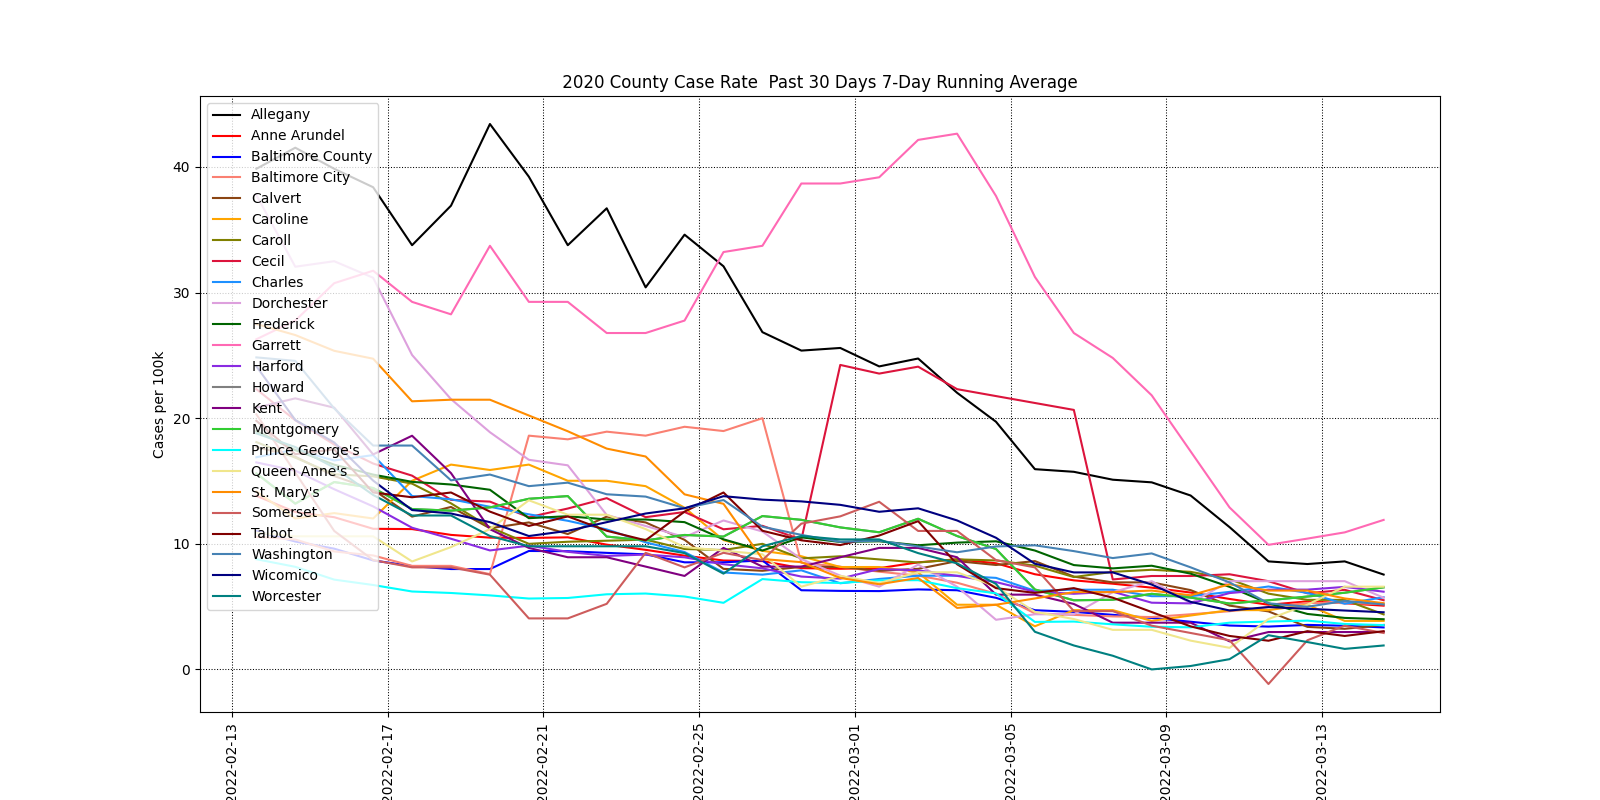 2020 County Case Rate  Past 30 Days 7-Day Running Average
Allegany
Anne Arundel
Baltimore County
Baltimore City
Calvert
Caroline
Caroll
Cecil
Charles
Dorchester
Frederick
Garrett
Harford
Howard
Kent
Montgomery
Prince George's
Queen Anne's
St. Mary's
Somerset
Talbot
Washington
Wicomico
Worcester
Cases per 100k
40
30
20
10
0
2022-02-13
2022-02-17
2022-02-21
2022-02-25
2022-03-01
2022-03-05
2022-03-09
2022-03-13